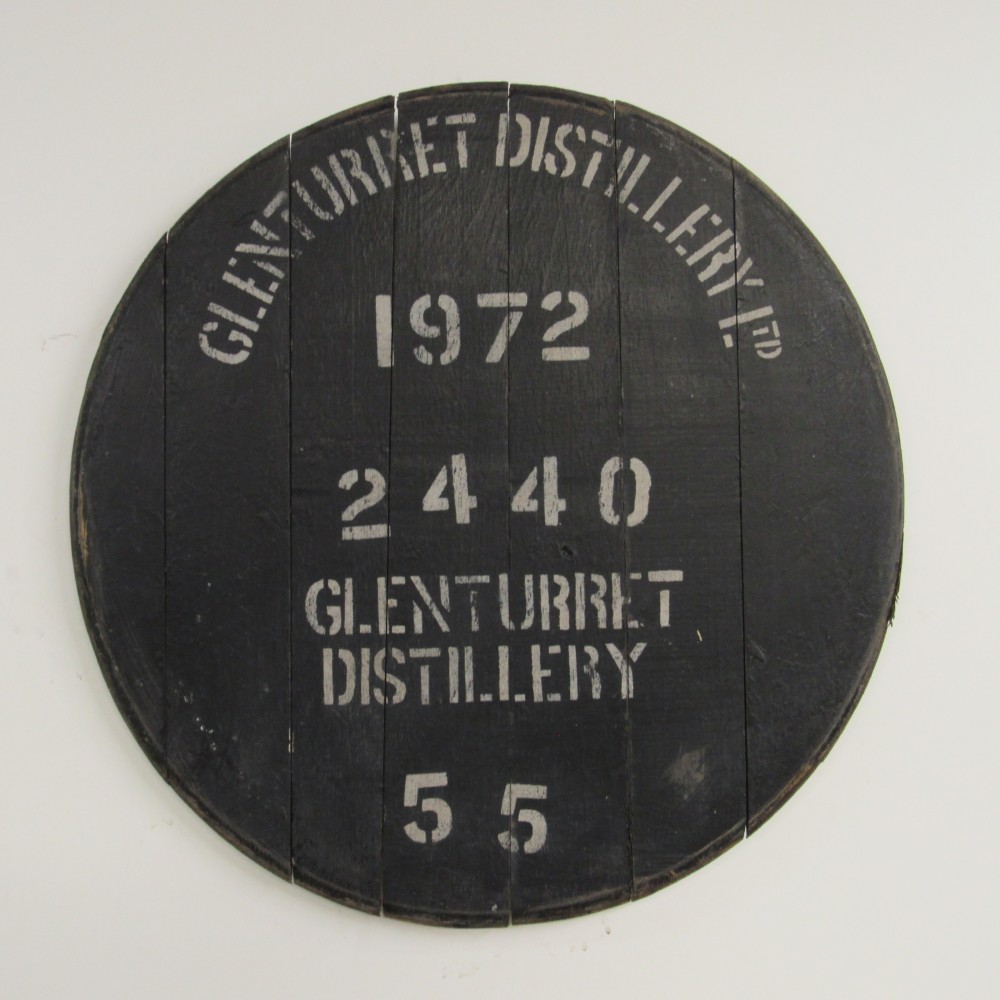 GLENTURRET DISTILLERY LTD
1972
2440
GLENTURRET
DISTILLERY
55